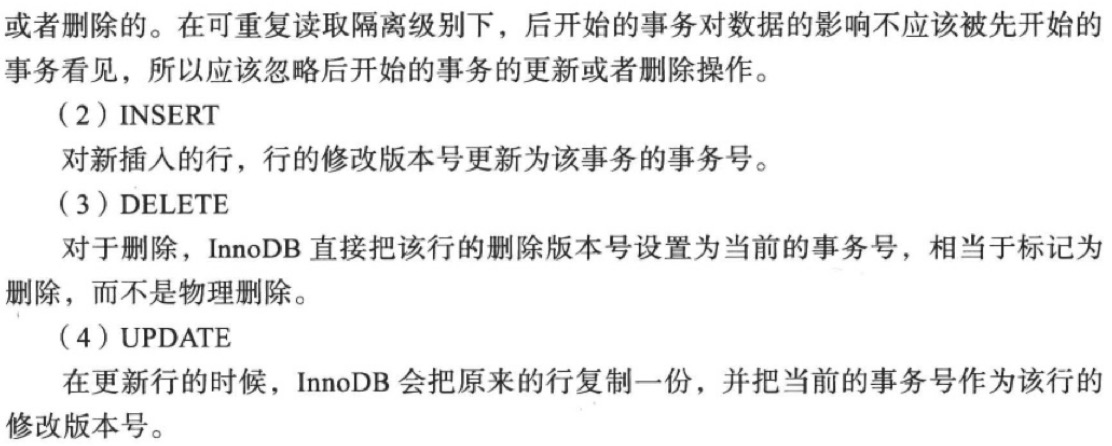 或者删除的。在可重复读取隔离级别下，后开始的事务对数据的影响不应该被先开始的
事务看见，所以应该忽略后开始的事务的更新或者删除操作。
（2）INSERT
对新插入的行，行的修改版本号更新为该事务的事务号。
（3）DELETE
对于删除，InnoDB 直接把该行的删除版本号设置为当前的事务号，相当于标记为
删除，而不是物理删除。
（4）UPDATE
在更新行的时候，InnoDB 会把原来的行复制一份，并把当前的事务号作为该行的
修改版本号。